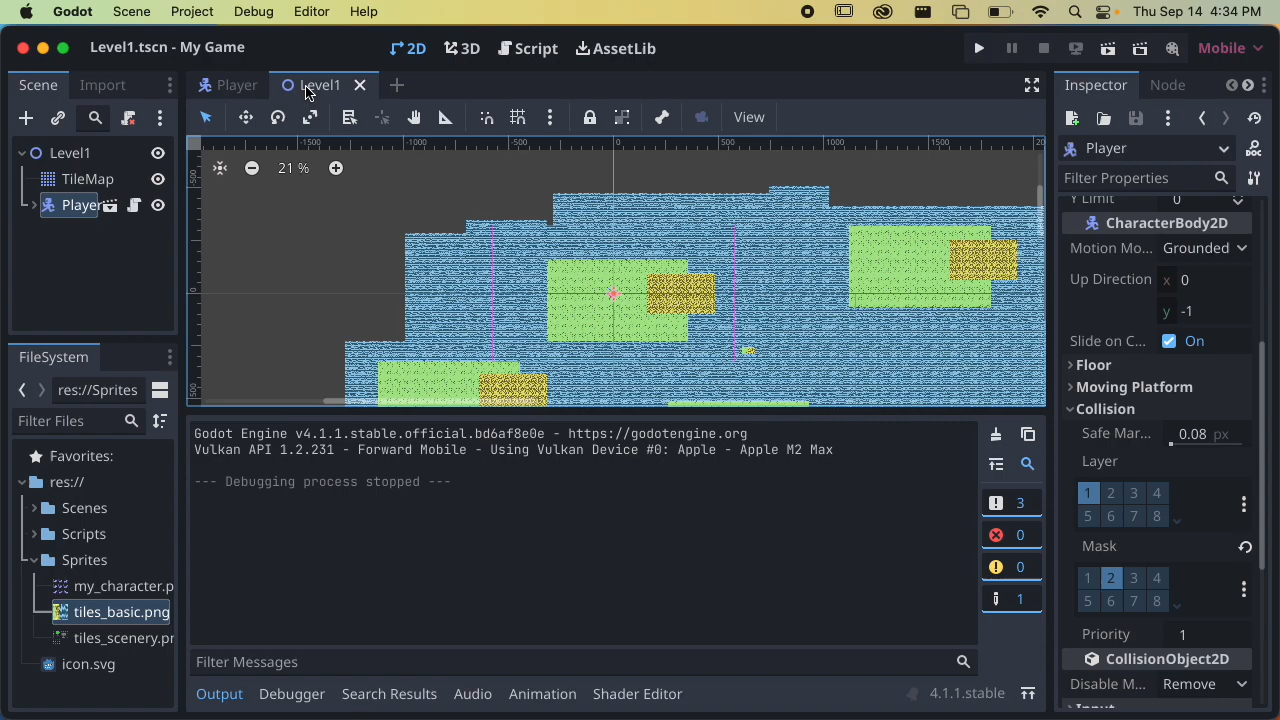 Godot Scene Project Debug Editor Help Thu Sep 14 4:34 PM
Level1.tscn - My Game 2D 3D Script AssetLib Mobile
Scene Import Player Level1 Inspector Node
View
Level1
TileMap
Player
-1500 -1000 -500 0 500 1000 1500 20
-500
0
500
21 %
Player
Filter Properties
Y Limit 0
CharacterBody2D
Motion Mo... Grounded
Up Direction x 0
y -1
Slide on C... On
Floor
Moving Platform
Collision
Safe Mar... 0.08 px
Layer
1 2 3 4
5 6 7 8
Mask
1 2 3 4
5 6 7 8
Priority 1
CollisionObject2D
Disable M... Remove
FileSystem
res://Sprites
Filter Files
Favorites:
res://
Scenes
Scripts
Sprites
my_character.p
tiles_basic.png
tiles_scenery.pr
icon.svg
Godot Engine v4.1.1.stable.official.bd6af8e0e - https://godotengine.org
Vulkan API 1.2.231 - Forward Mobile - Using Vulkan Device #0: Apple - Apple M2 Max
--- Debugging process stopped ---
3
0
0
1
Filter Messages
Output Debugger Search Results Audio Animation Shader Editor 4.1.1.stable